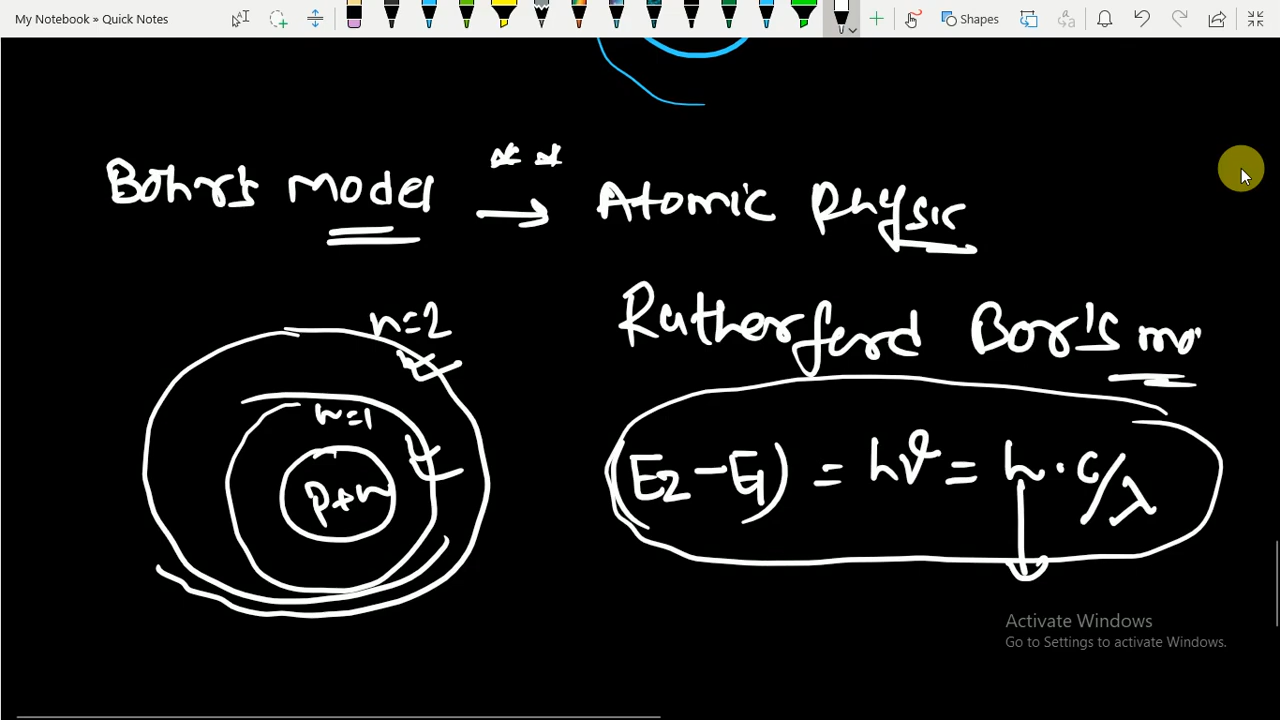 My Notebook » Quick Notes
Shapes
Bohr's model → Atomic Physic
Rutherford Bor's mo
n=2
n=1
P+n
(E2-E1) = hν = h·c/λ
Activate Windows
Go to Settings to activate Windows.